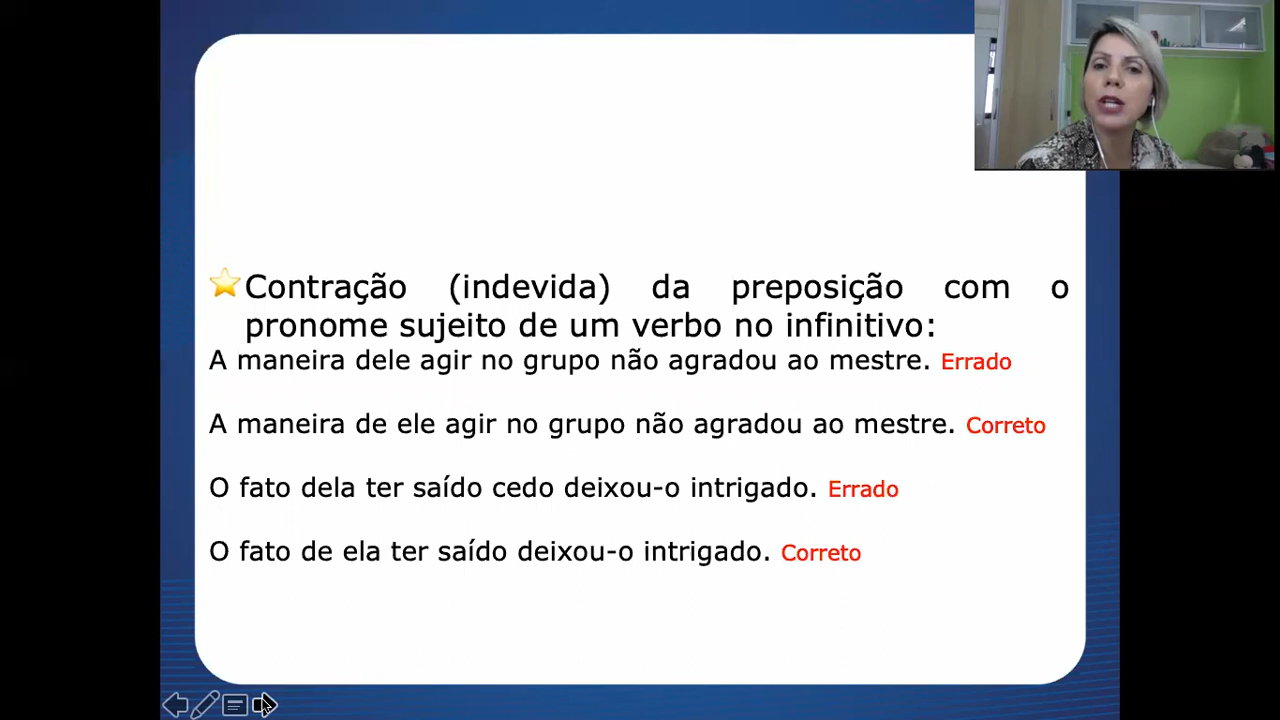 Contração (indevida) da preposição com o
pronome sujeito de um verbo no infinitivo:
A maneira dele agir no grupo não agradou ao mestre. Errado
A maneira de ele agir no grupo não agradou ao mestre. Correto
O fato dela ter saído cedo deixou-o intrigado. Errado
O fato de ela ter saído deixou-o intrigado. Correto